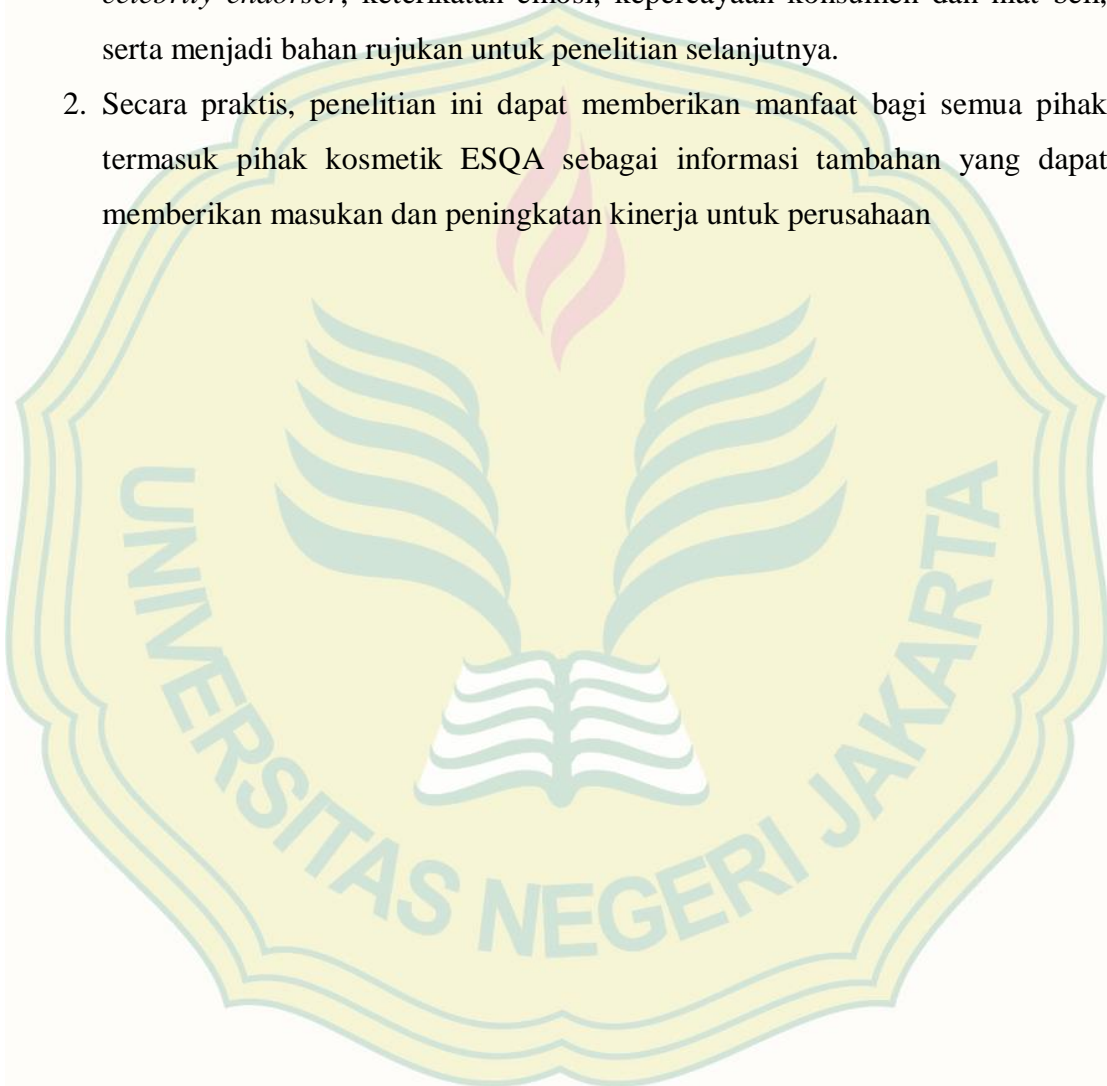 celebrity endorser, keterikatan emosi, kepercayaan konsumen dan niat beli,
serta menjadi bahan rujukan untuk penelitian selanjutnya.
2. Secara praktis, penelitian ini dapat memberikan manfaat bagi semua pihak
termasuk pihak kosmetik ESQA sebagai informasi tambahan yang dapat
memberikan masukan dan peningkatan kinerja untuk perusahaan
UNIVERSITAS NEGERI JAKARTA